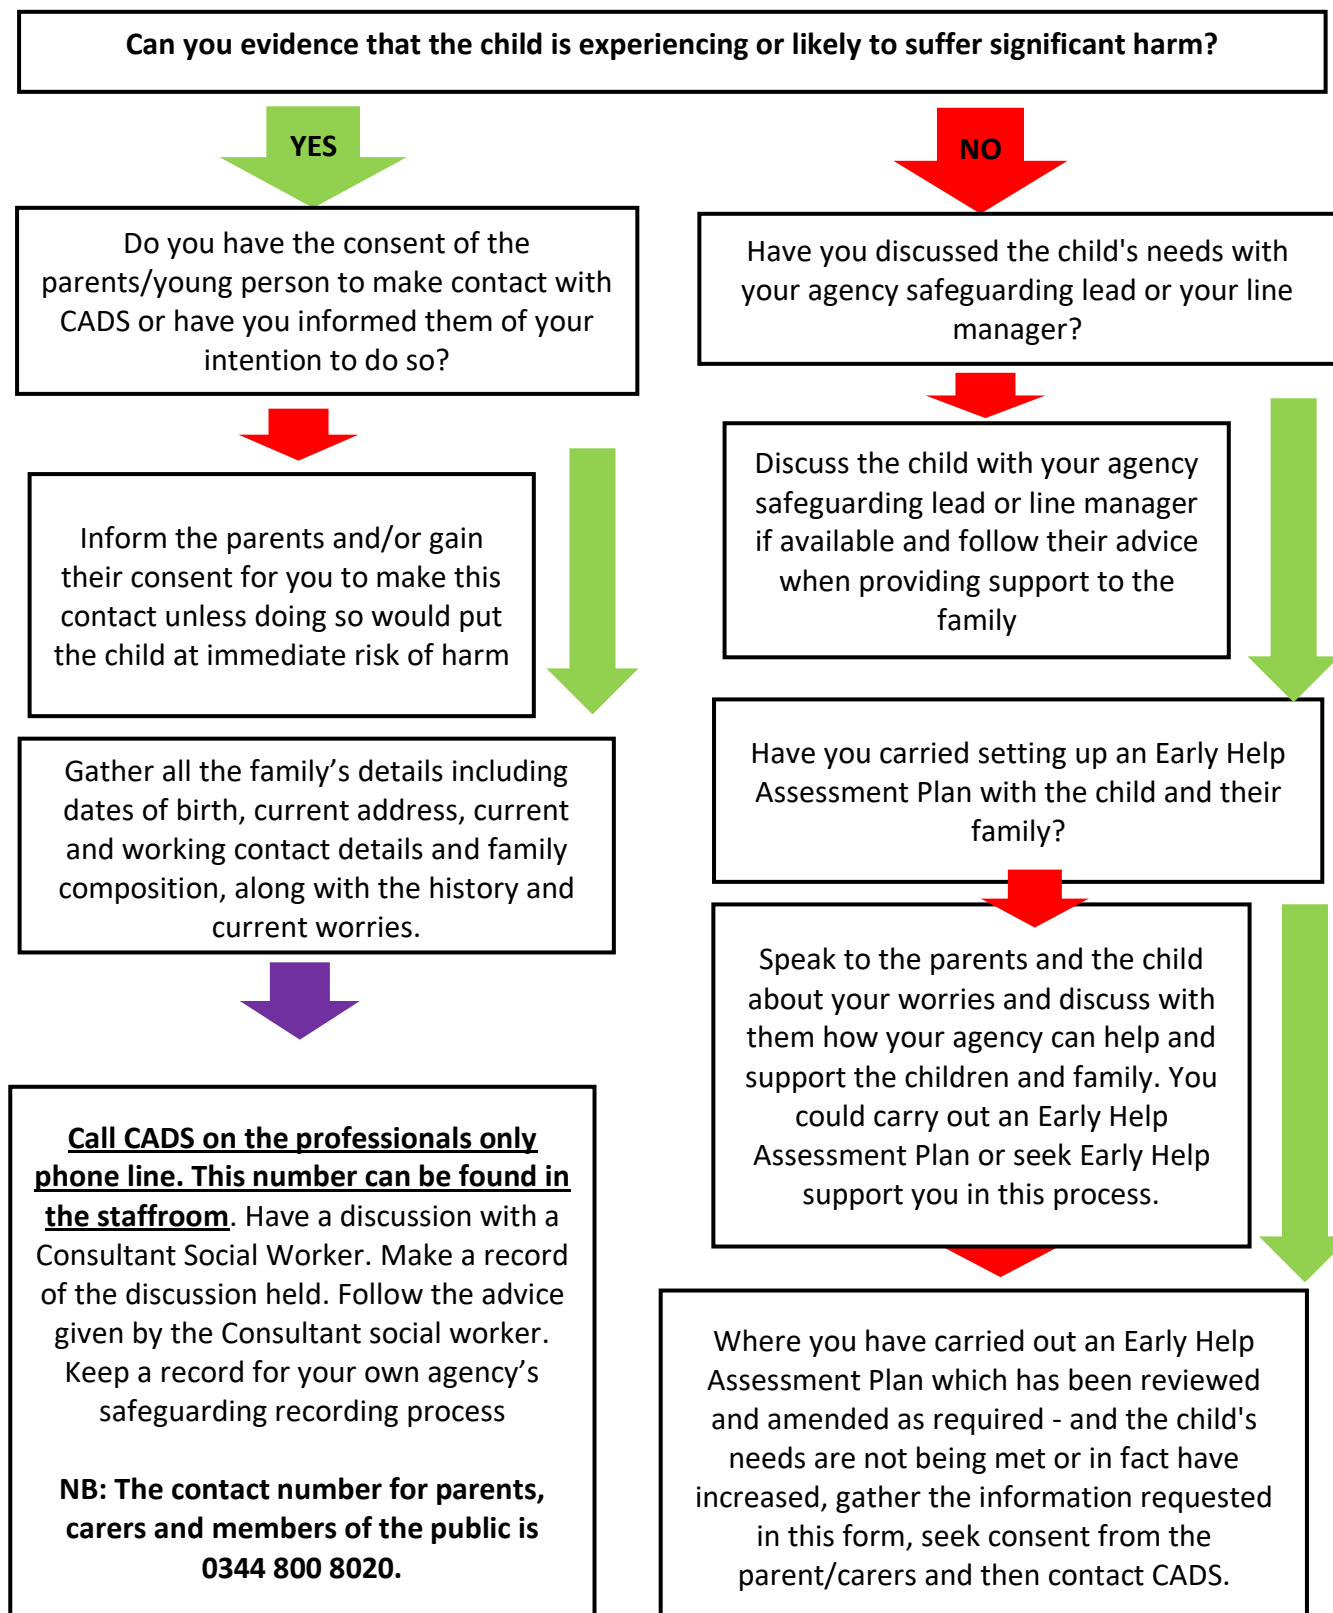 Can you evidence that the child is experiencing or likely to suffer significant harm?
YES
Do you have the consent of the
parents/young person to make contact with
CADS or have you informed them of your
intention to do so?
Inform the parents and/or gain
their consent for you to make this
contact unless doing so would put
the child at immediate risk of harm
Gather all the family’s details including
dates of birth, current address, current
and working contact details and family
composition, along with the history and
current worries.
Call CADS on the professionals only
phone line. This number can be found in
the staffroom. Have a discussion with a
Consultant Social Worker. Make a record
of the discussion held. Follow the advice
given by the Consultant social worker.
Keep a record for your own agency’s
safeguarding recording process
NB: The contact number for parents,
carers and members of the public is
0344 800 8020.
NO
Have you discussed the child's needs with
your agency safeguarding lead or your line
manager?
Discuss the child with your agency
safeguarding lead or line manager
if available and follow their advice
when providing support to the
family
Have you carried setting up an Early Help
Assessment Plan with the child and their
family?
Speak to the parents and the child
about your worries and discuss with
them how your agency can help and
support the children and family. You
could carry out an Early Help
Assessment Plan or seek Early Help
support you in this process.
Where you have carried out an Early Help
Assessment Plan which has been reviewed
and amended as required - and the child's
needs are not being met or in fact have
increased, gather the information requested
in this form, seek consent from the
parent/carers and then contact CADS.